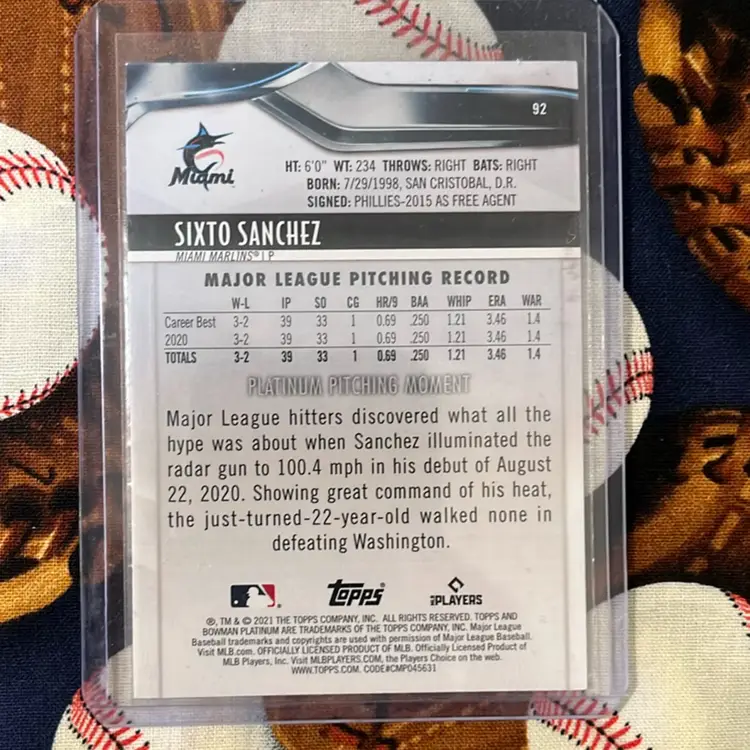 92
Miami
HT: 6'0" WT: 234 THROWS: RIGHT BATS: RIGHT
BORN: 7/29/1998, SAN CRISTOBAL, D.R.
SIGNED: PHILLIES-2015 AS FREE AGENT
SIXTO SANCHEZ
MIAMI MARLINS® | P
MAJOR LEAGUE PITCHING RECORD
W-L IP SO CG HR/9 BAA WHIP ERA WAR
Career Best 3-2 39 33 1 0.69 .250 1.21 3.46 1.4
2020 3-2 39 33 1 0.69 .250 1.21 3.46 1.4
TOTALS 3-2 39 33 1 0.69 .250 1.21 3.46 1.4
PLATINUM PITCHING MOMENT
Major League hitters discovered what all the
hype was about when Sanchez illuminated the
radar gun to 100.4 mph in his debut of August
22, 2020. Showing great command of his heat,
the just-turned-22-year-old walked none in
defeating Washington.
TOPPS
MLB PLAYERS
®, TM & © 2021 THE TOPPS COMPANY, INC. ALL RIGHTS RESERVED. TOPPS AND
BOWMAN PLATINUM ARE TRADEMARKS OF THE TOPPS COMPANY, INC. Major League
Baseball trademarks and copyrights are used with permission of Major League Baseball.
Visit MLB.com. OFFICIALLY LICENSED PRODUCT OF MLB. Officially Licensed Product of
MLB Players, Inc. Visit MLBPLAYERS.COM, the Players Choice on the web.
WWW.TOPPS.COM. CODE#CMP045631